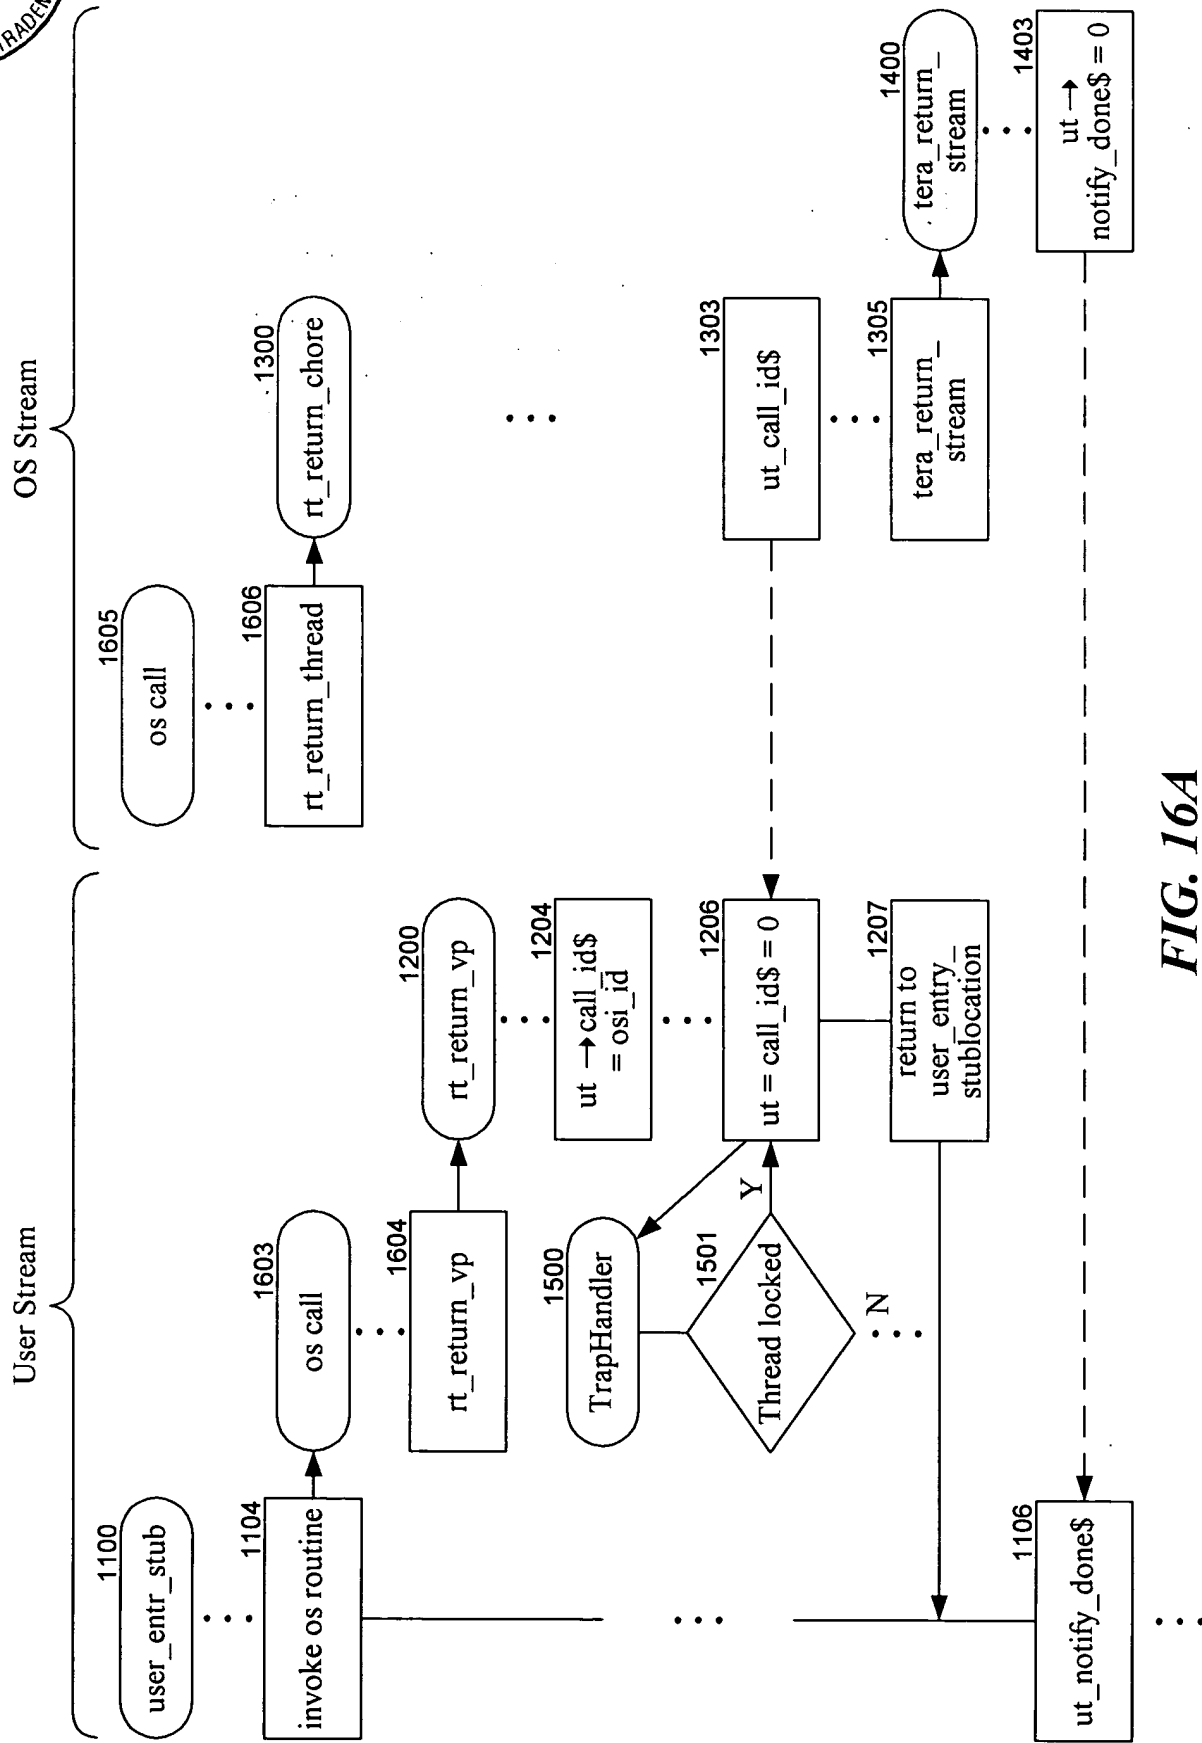 TRADEM
User Stream
OS Stream
1100
user_entr_stub
1104
invoke os routine
1603
os call
1604
rt_return_vp
1200
rt_return_vp
1204
ut → call_id$
= osi_id
1206
ut = call_id$ = 0
1207
return to
user_entry_
stublocation
1500
TrapHandler
1501
Thread locked
Y
N
1106
ut_notify_done$
1605
os call
1606
rt_return_thread
1300
rt_return_chore
1303
ut_call_id$
1305
tera_return_
stream
1400
tera_return_
stream
1403
ut →
notify_done$ = 0
FIG. 16A